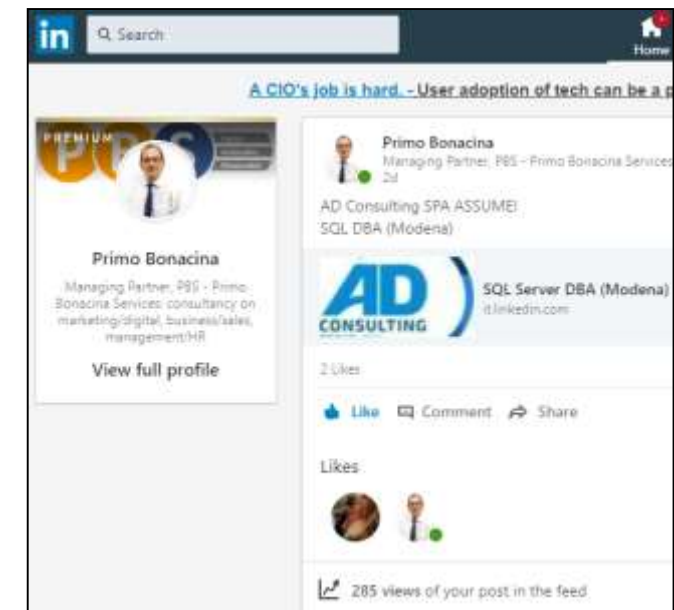 in
Search
Home
A CIO's job is hard. - User adoption of tech can be a p
PREMIUM
PBS
Primo Bonacina
Managing Partner, PBS - Primo
Bonacina Services: consultancy on
marketing/digital, business/sales,
management/HR
View full profile
Primo Bonacina
Managing Partner, PBS - Primo Bonacina Services
2d
AD Consulting SPA ASSUME!
SQL DBA (Modena)
AD
CONSULTING
SQL Server DBA (Modena)
it.linkedin.com
2 Likes
Like Comment Share
Likes
285 views of your post in the feed